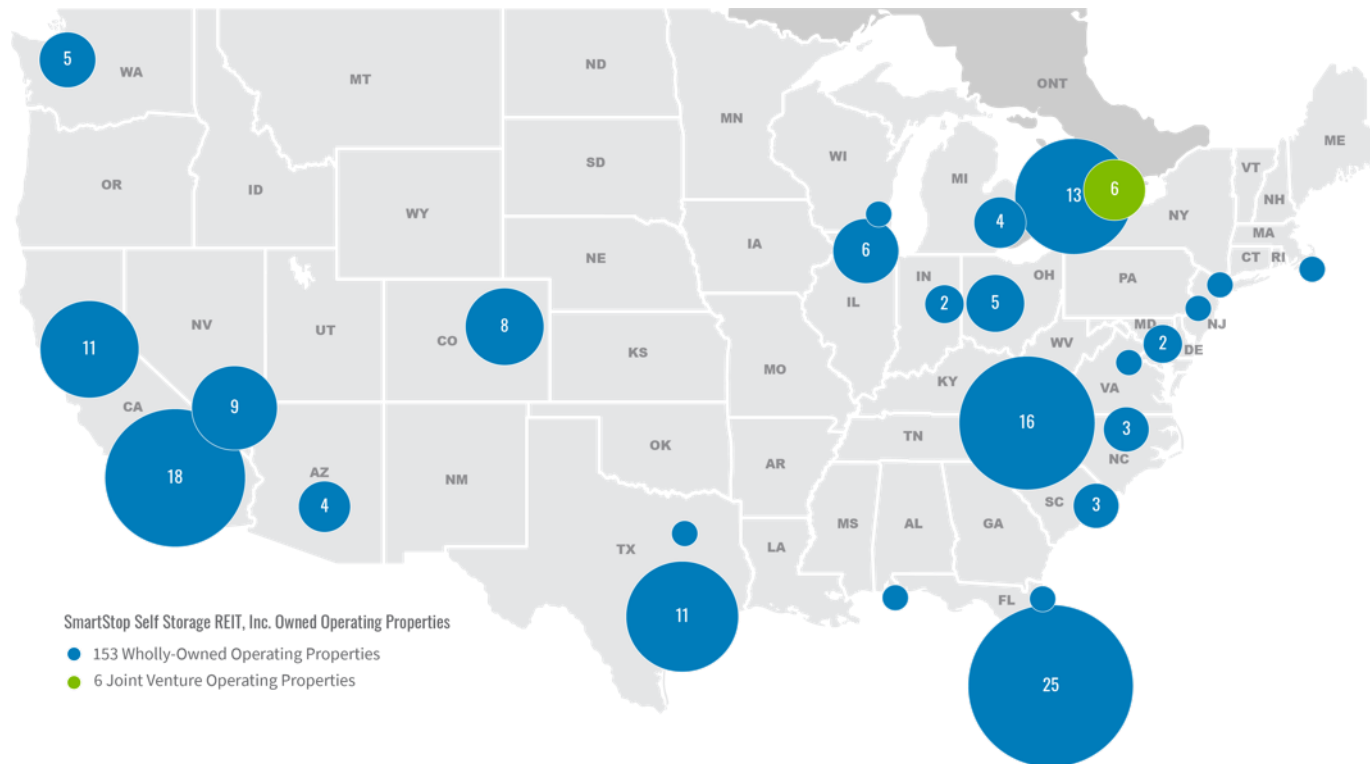 ONT
5
WA
MT
ND
MN
ME
WI
OR
ID
SD
MI
VT
13
6
NH
WY
4
NY
MA
IA
6
CT
RI
NE
IN
OH
PA
NV
UT
CO
8
IL
2
5
NJ
11
KS
MD
2
DE
WV
MO
KY
VA
CA
9
16
3
TN
OK
AR
NC
18
AZ
NM
4
SC
3
MS
AL
GA
TX
LA
FL
11
SmartStop Self Storage REIT, Inc. Owned Operating Properties
153 Wholly-Owned Operating Properties
6 Joint Venture Operating Properties
25